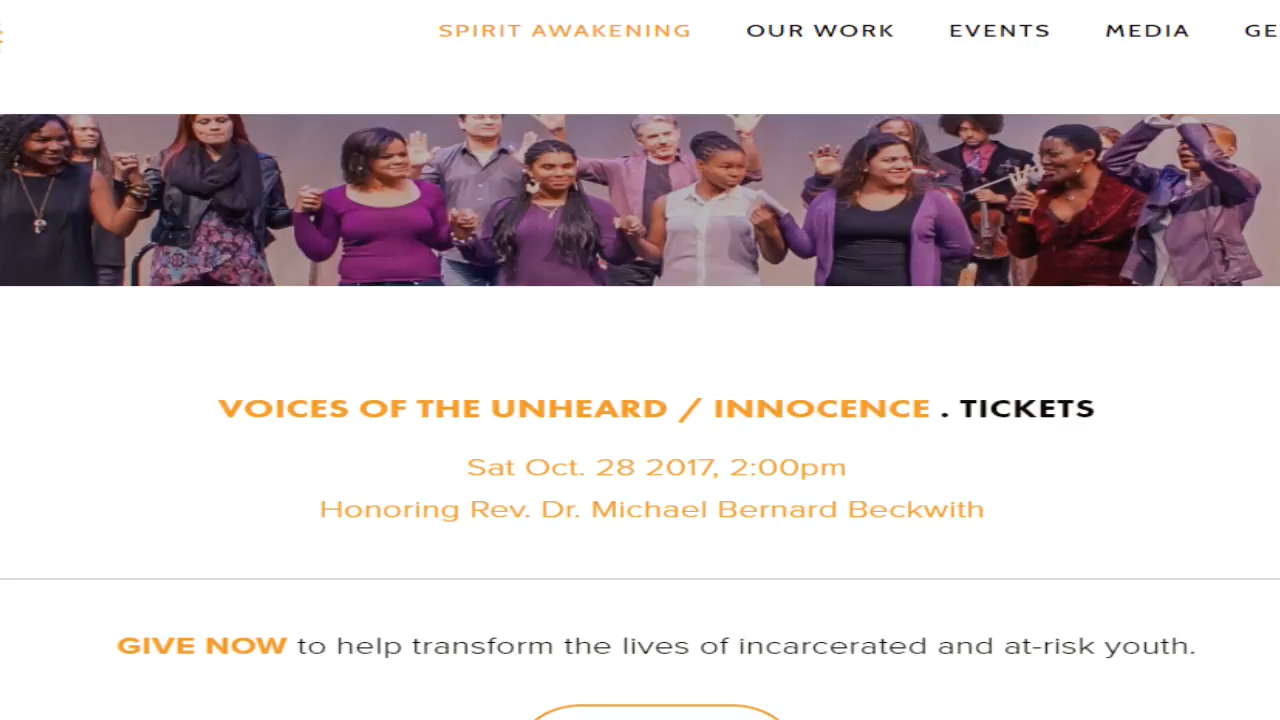 SPIRIT AWAKENING OUR WORK EVENTS MEDIA
VOICES OF THE UNHEARD / INNOCENCE . TICKETS
Sat Oct. 28 2017, 2:00pm
Honoring Rev. Dr. Michael Bernard Beckwith
GIVE NOW to help transform the lives of incarcerated and at-risk youth.